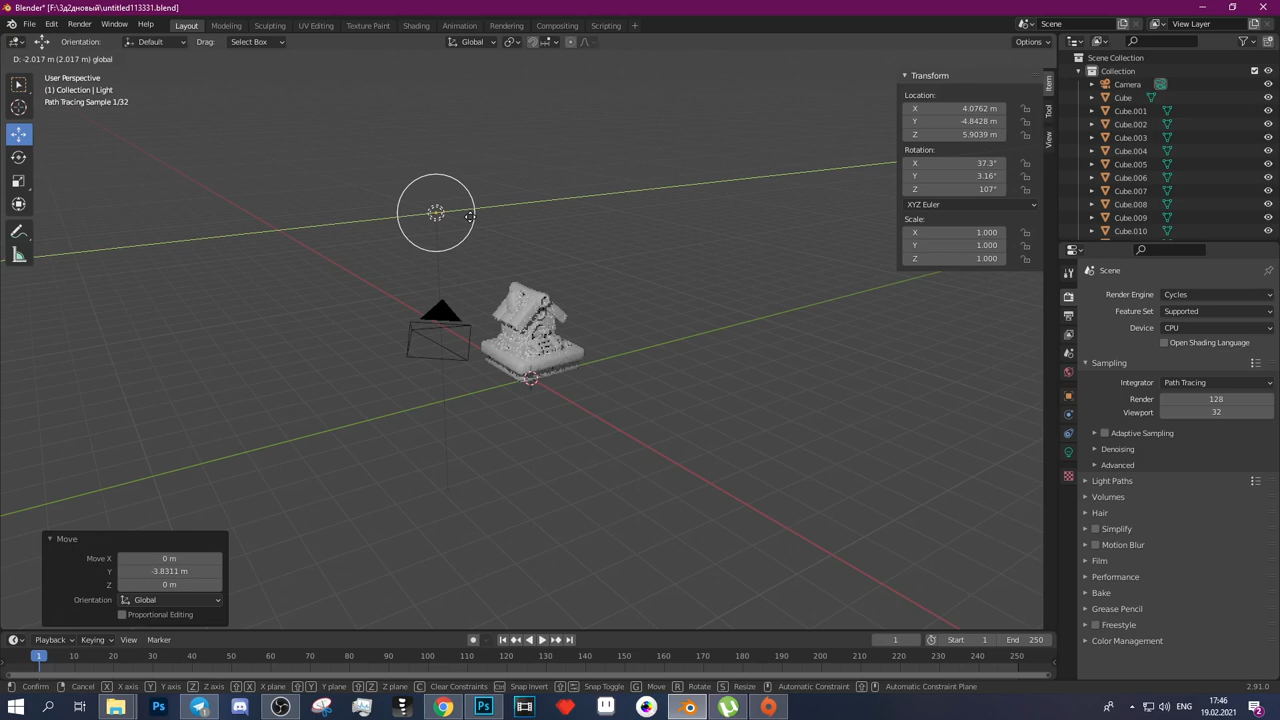 Blender* [F:\3д2дновый\untitled113331.blend]
File Edit Render Window Help Layout Modeling Sculpting UV Editing Texture Paint Shading Animation Rendering Compositing Scripting + Scene View Layer
Orientation: Default Drag: Select Box Global Options
D: -2.017 m (2.017 m) global
User Perspective
(1) Collection | Light
Path Tracing Sample 1/32
Transform
Location:
X 4.0762 m
Y -4.8428 m
Z 5.9039 m
Rotation:
X 37.3°
Y 3.16°
Z 107°
XYZ Euler
Scale:
X 1.000
Y 1.000
Z 1.000
Item
Tool
View
Scene Collection
Collection
Camera
Cube
Cube.001
Cube.002
Cube.003
Cube.004
Cube.005
Cube.006
Cube.007
Cube.008
Cube.009
Cube.010
Scene
Render Engine Cycles
Feature Set Supported
Device CPU
Open Shading Language
Sampling
Integrator Path Tracing
Render 128
Viewport 32
Adaptive Sampling
Denoising
Advanced
Light Paths
Volumes
Hair
Simplify
Motion Blur
Film
Performance
Bake
Grease Pencil
Freestyle
Color Management
Move
Move X 0 m
Y -3.8311 m
Z 0 m
Orientation Global
Proportional Editing
Playback Keying View Marker 1 Start 1 End 250
1 10 20 30 40 50 60 70 80 90 100 110 120 130 140 150 160 170 180 190 200 210 220 230 240 250
Confirm Cancel X X axis Y Y axis Z Z axis X X plane Y Y plane Z Z plane C Clear Constraints Snap Invert Snap Toggle G Move R Rotate S Resize Automatic Constraint Automatic Constraint Plane 2.91.0
Ps Ps 17:46
19.02.2021